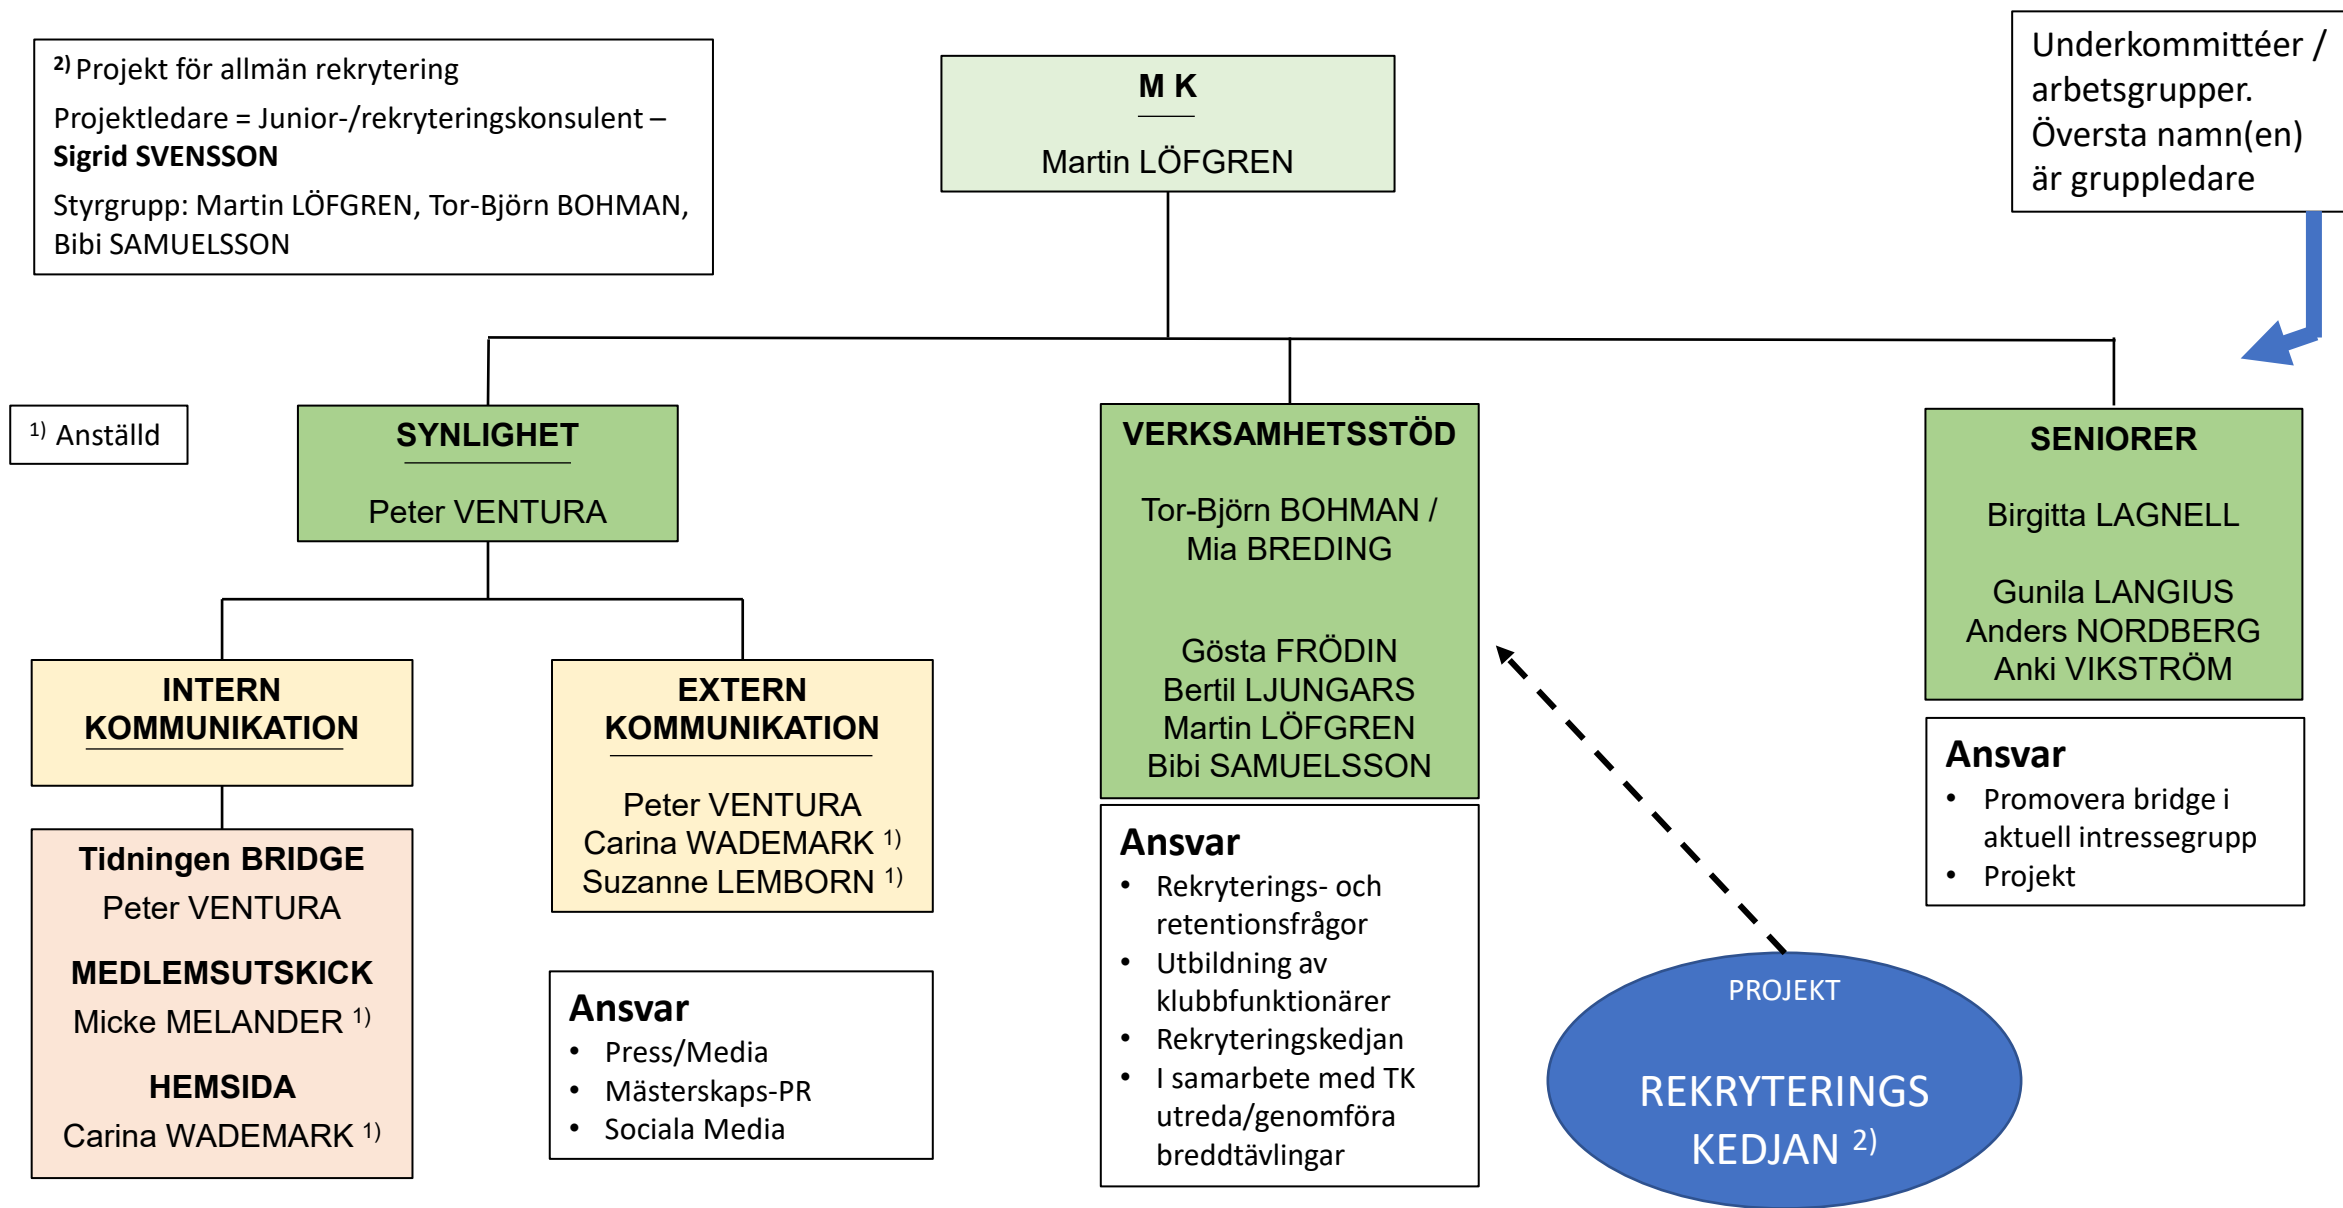 2) Projekt för allmän rekrytering
Projektledare = Junior-/rekryteringskonsulent –
Sigrid SVENSSON
Styrgrupp: Martin LÖFGREN, Tor-Björn BOHMAN,
Bibi SAMUELSSON
M K
Martin LÖFGREN
Underkommittéer /
arbetsgrupper.
Översta namn(en)
är gruppledare
1) Anställd
SYNLIGHET
Peter VENTURA
VERKSAMHETSSTÖD
Tor-Björn BOHMAN /
Mia BREDING
Gösta FRÖDIN
Bertil LJUNGARS
Martin LÖFGREN
Bibi SAMUELSSON
SENIORER
Birgitta LAGNELL
Gunila LANGIUS
Anders NORDBERG
Anki VIKSTRÖM
INTERN
KOMMUNIKATION
EXTERN
KOMMUNIKATION
Peter VENTURA
Carina WADEMARK 1)
Suzanne LEMBORN 1)
Tidningen BRIDGE
Peter VENTURA
MEDLEMSUTSKICK
Micke MELANDER 1)
HEMSIDA
Carina WADEMARK 1)
Ansvar
• Press/Media
• Mästerskaps-PR
• Sociala Media
Ansvar
• Rekryterings- och
retentionsfrågor
• Utbildning av
klubbfunktionärer
• Rekryteringskedjan
• I samarbete med TK
utreda/genomföra
breddtävlingar
Ansvar
• Promovera bridge i
aktuell intressegrupp
• Projekt
PROJEKT
REKRYTERINGS
KEDJAN 2)